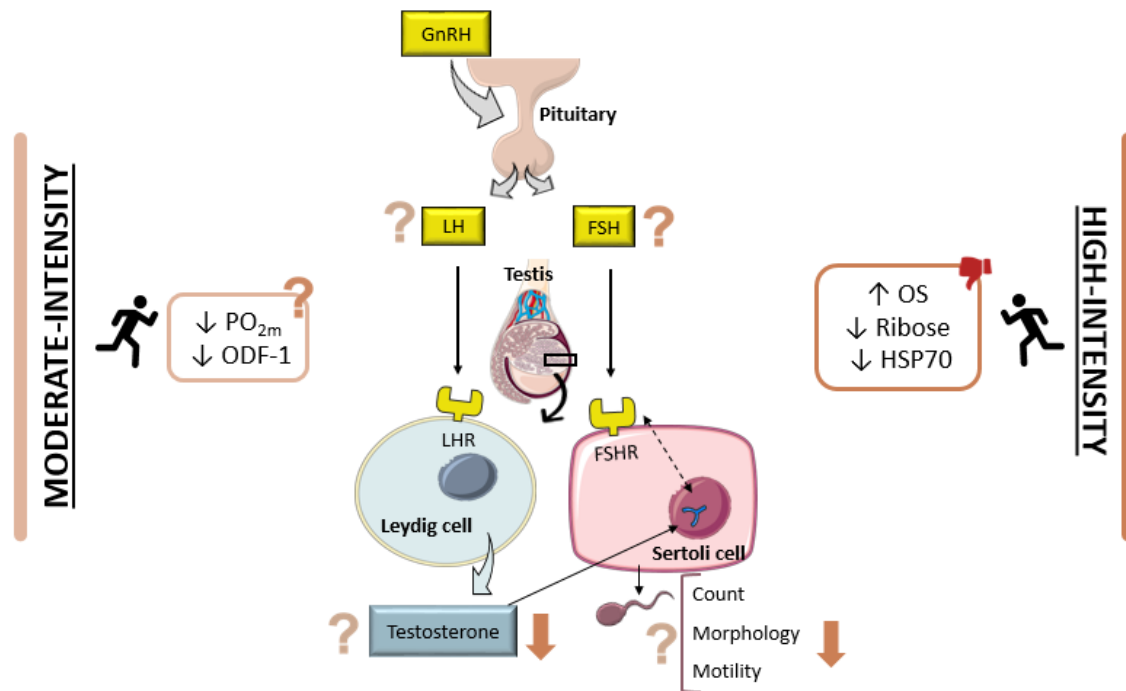 GnRH
Pituitary
MODERATE-INTENSITY
HIGH-INTENSITY
?
LH
FSH
?
Testis
?
↓ PO2m
↓ ODF-1
↑ OS
↓ Ribose
↓ HSP70
LHR
FSHR
Leydig cell
Sertoli cell
?
Testosterone
?
Count
Morphology
Motility